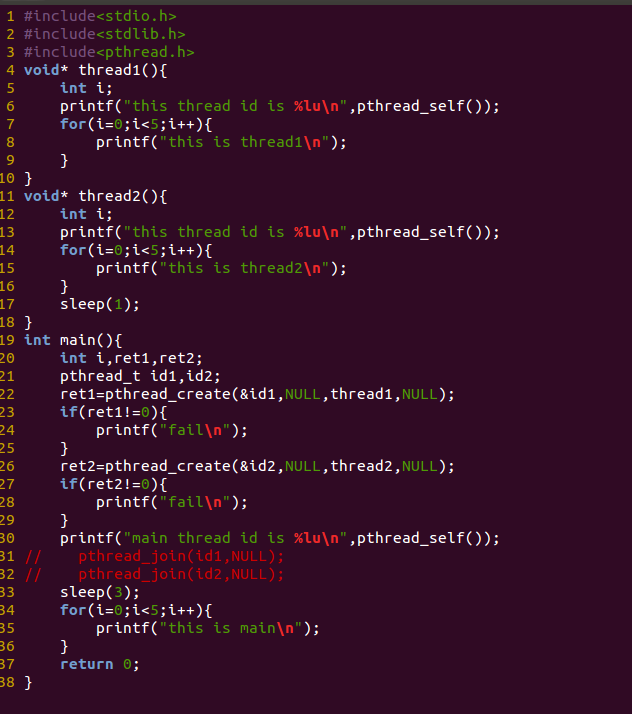 1 #include<stdio.h>
2 #include<stdlib.h>
3 #include<pthread.h>
4 void* thread1(){
5     int i;
6     printf("this thread id is %lu\n",pthread_self());
7     for(i=0;i<5;i++){
8         printf("this is thread1\n");
9     }
10 }
11 void* thread2(){
12     int i;
13     printf("this thread id is %lu\n",pthread_self());
14     for(i=0;i<5;i++){
15         printf("this is thread2\n");
16     }
17     sleep(1);
18 }
19 int main(){
20     int i,ret1,ret2;
21     pthread_t id1,id2;
22     ret1=pthread_create(&id1,NULL,thread1,NULL);
23     if(ret1!=0){
24         printf("fail\n");
25     }
26     ret2=pthread_create(&id2,NULL,thread2,NULL);
27     if(ret2!=0){
28         printf("fail\n");
29     }
30     printf("main thread id is %lu\n",pthread_self());
31 //    pthread_join(id1,NULL);
32 //    pthread_join(id2,NULL);
33     sleep(3);
34     for(i=0;i<5;i++){
35         printf("this is main\n");
36     }
37     return 0;
38 }